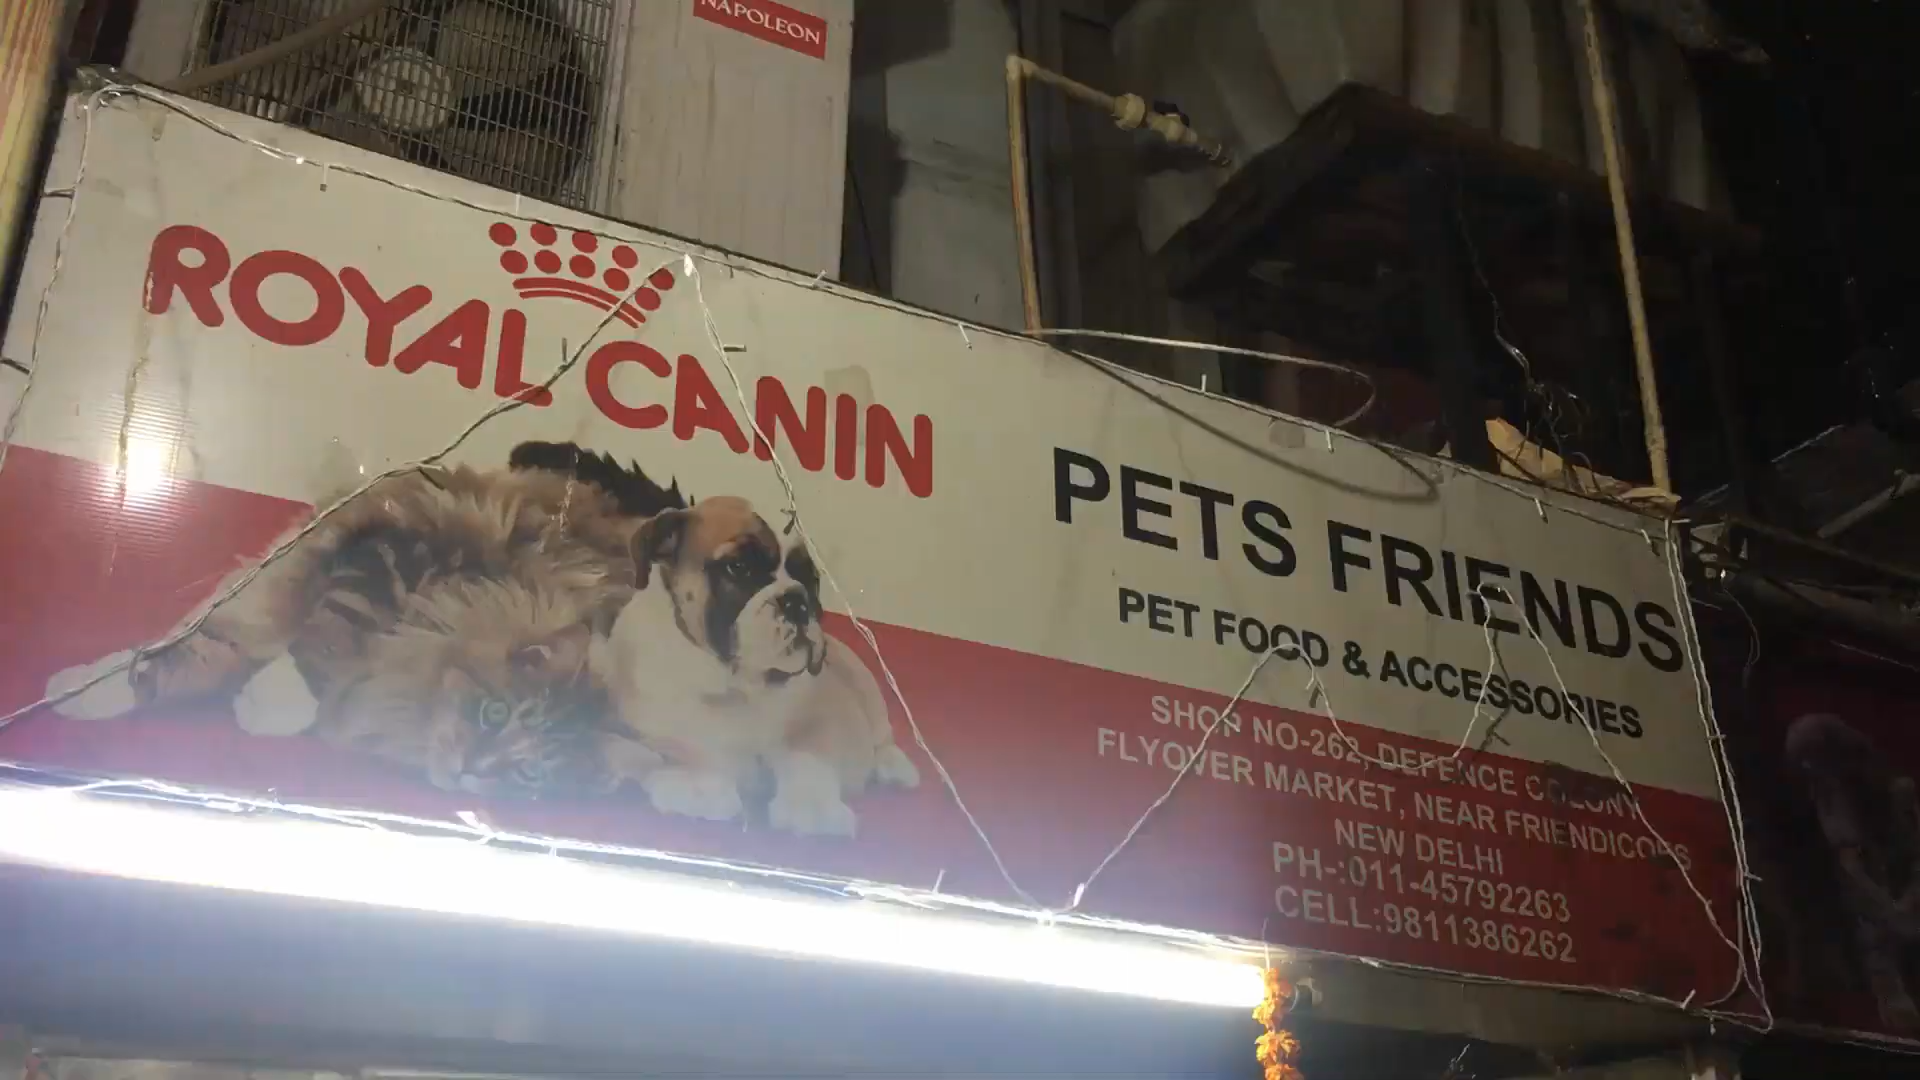 NAPOLEON
ROYAL CANIN
PETS FRIENDS
PET FOOD & ACCESSORIES
SHOP NO-262, DEFENCE COLONY
FLYOVER MARKET, NEAR FRIENDICOES
NEW DELHI
PH-:011-45792263
CELL:9811386262